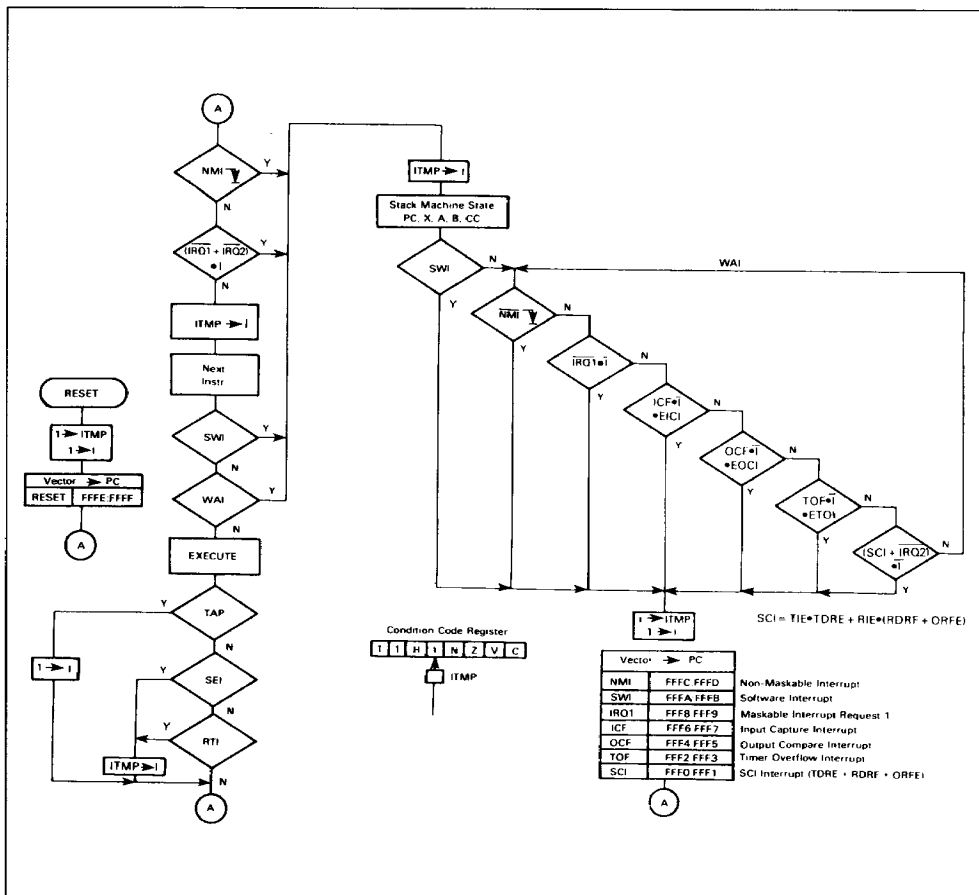 A
NMI
Y
N
(IRQ1 + IRQ2)
•I
Y
N
ITMP → I
Next
Instr
SWI
Y
N
WAI
Y
N
EXECUTE
TAP
Y
N
1 → I
SEI
Y
N
RTI
Y
N
ITMP → I
A
RESET
1 → ITMP
1 → I
Vector → PC
RESET FFFE:FFFF
A
ITMP → I
Stack Machine State
PC, X, A, B, CC
SWI
N
Y
WAI
NMI
N
Y
IRQ1•I
N
Y
ICF•I
•EICI
N
Y
OCF•I
•EOCI
N
Y
TOF•I
•ETOI
N
Y
(SCI + IRQ2)
•I
N
Y
1 → ITMP
1 → I
SCI = TIE•TDRE + RIE•(RDRF + ORFE)
Condition Code Register
1 1 H I N Z V C
ITMP
Vector → PC
NMI FFFC:FFFD Non-Maskable Interrupt
SWI FFFA:FFFB Software Interrupt
IRQ1 FFF8:FFF9 Maskable Interrupt Request 1
ICF FFF6:FFF7 Input Capture Interrupt
OCF FFF4:FFF5 Output Compare Interrupt
TOF FFF2:FFF3 Timer Overflow Interrupt
SCI FFF0:FFF1 SCI Interrupt (TDRE + RDRF + ORFE)
A